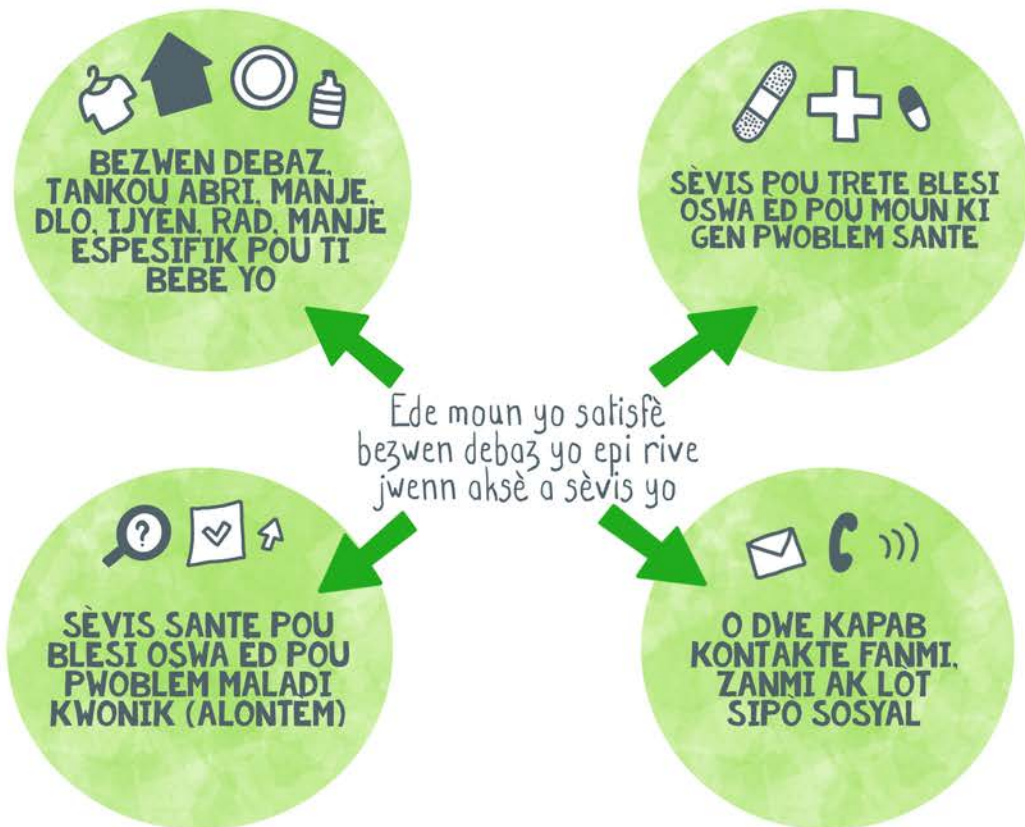 BEZWEN DEBAZ,
TANKOU ABRI, MANJE,
DLO, IJYEN, RAD, MANJE
ESPESIFIK POU TI
BEBE YO
SÈVIS POU TRETE BLESI
OSWA ED POU MOUN KI
GEN PWOBLEM SANTE
Ede moun yo satisfè
bezwen debaz yo epi rive
jwenn aksè a sèvis yo
SÈVIS SANTE POU
BLESI OSWA ED POU
PWOBLEM MALADI
KWONIK (ALONTÈM)
O DWE KAPAB
KONTAKTE FANMI,
ZANMI AK LÒT
SIPÒ SOSYAL